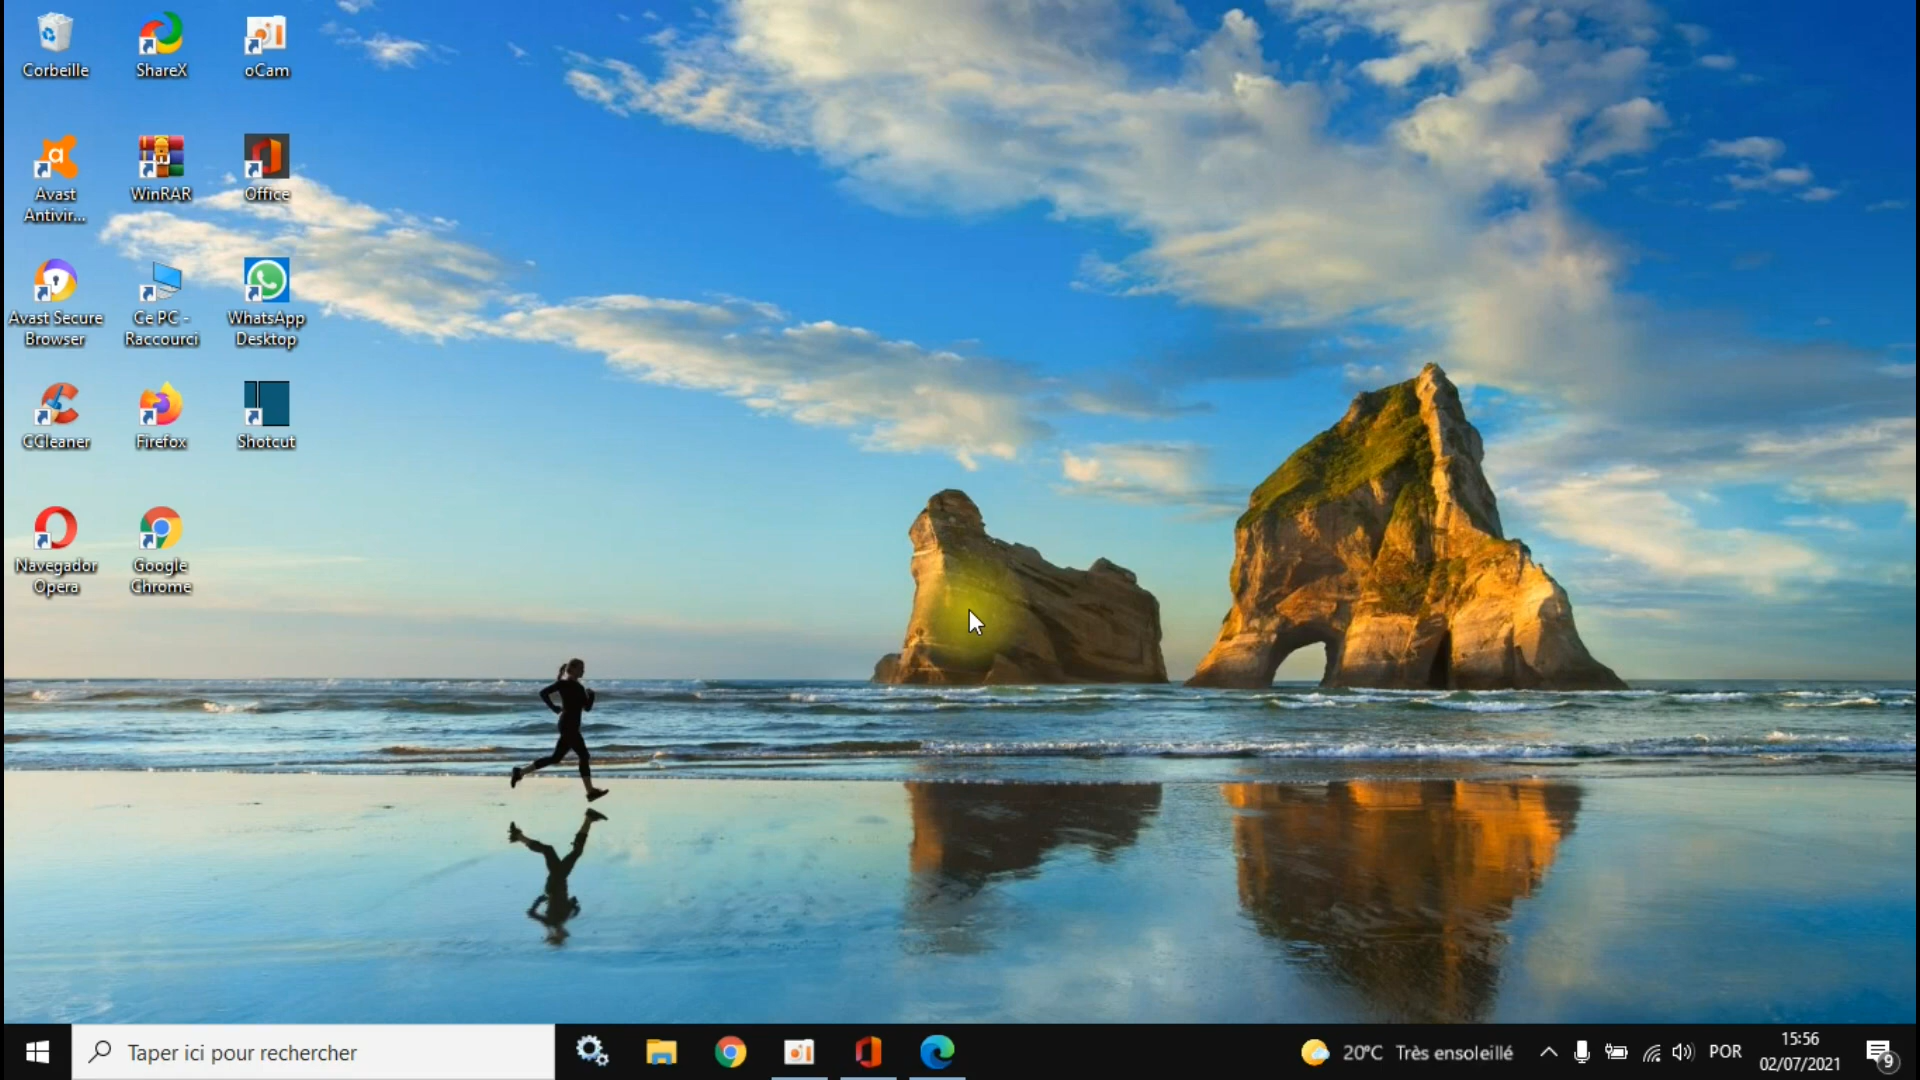 Corbeille
ShareX
oCam
Avast
Antivir...
WinRAR
Office
Avast Secure
Browser
Ce PC -
Raccourci
WhatsApp
Desktop
CCleaner
Firefox
Shotcut
Navegador
Opera
Google
Chrome
Taper ici pour rechercher
20°C Très ensoleillé
POR
15:56
02/07/2021
9